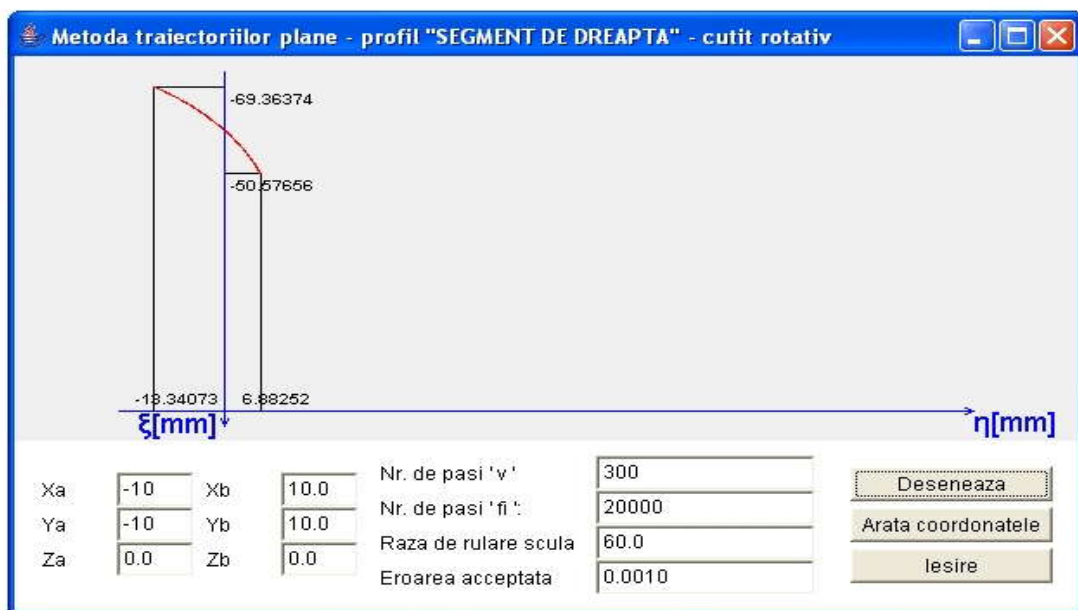 Metoda traiectoriilor plane - profil "SEGMENT DE DREAPTA" - cutit rotativ
-69.36374
-50.57656
-13.34073 6.88252
ξ[mm] η[mm]
Xa -10 Xb 10.0
Ya -10 Yb 10.0
Za 0.0 Zb 0.0
Nr. de pasi 'v' 300
Nr. de pasi 'fi': 20000
Raza de rulare scula 60.0
Eroarea acceptata 0.0010
Deseneaza
Arata coordonatele
Iesire